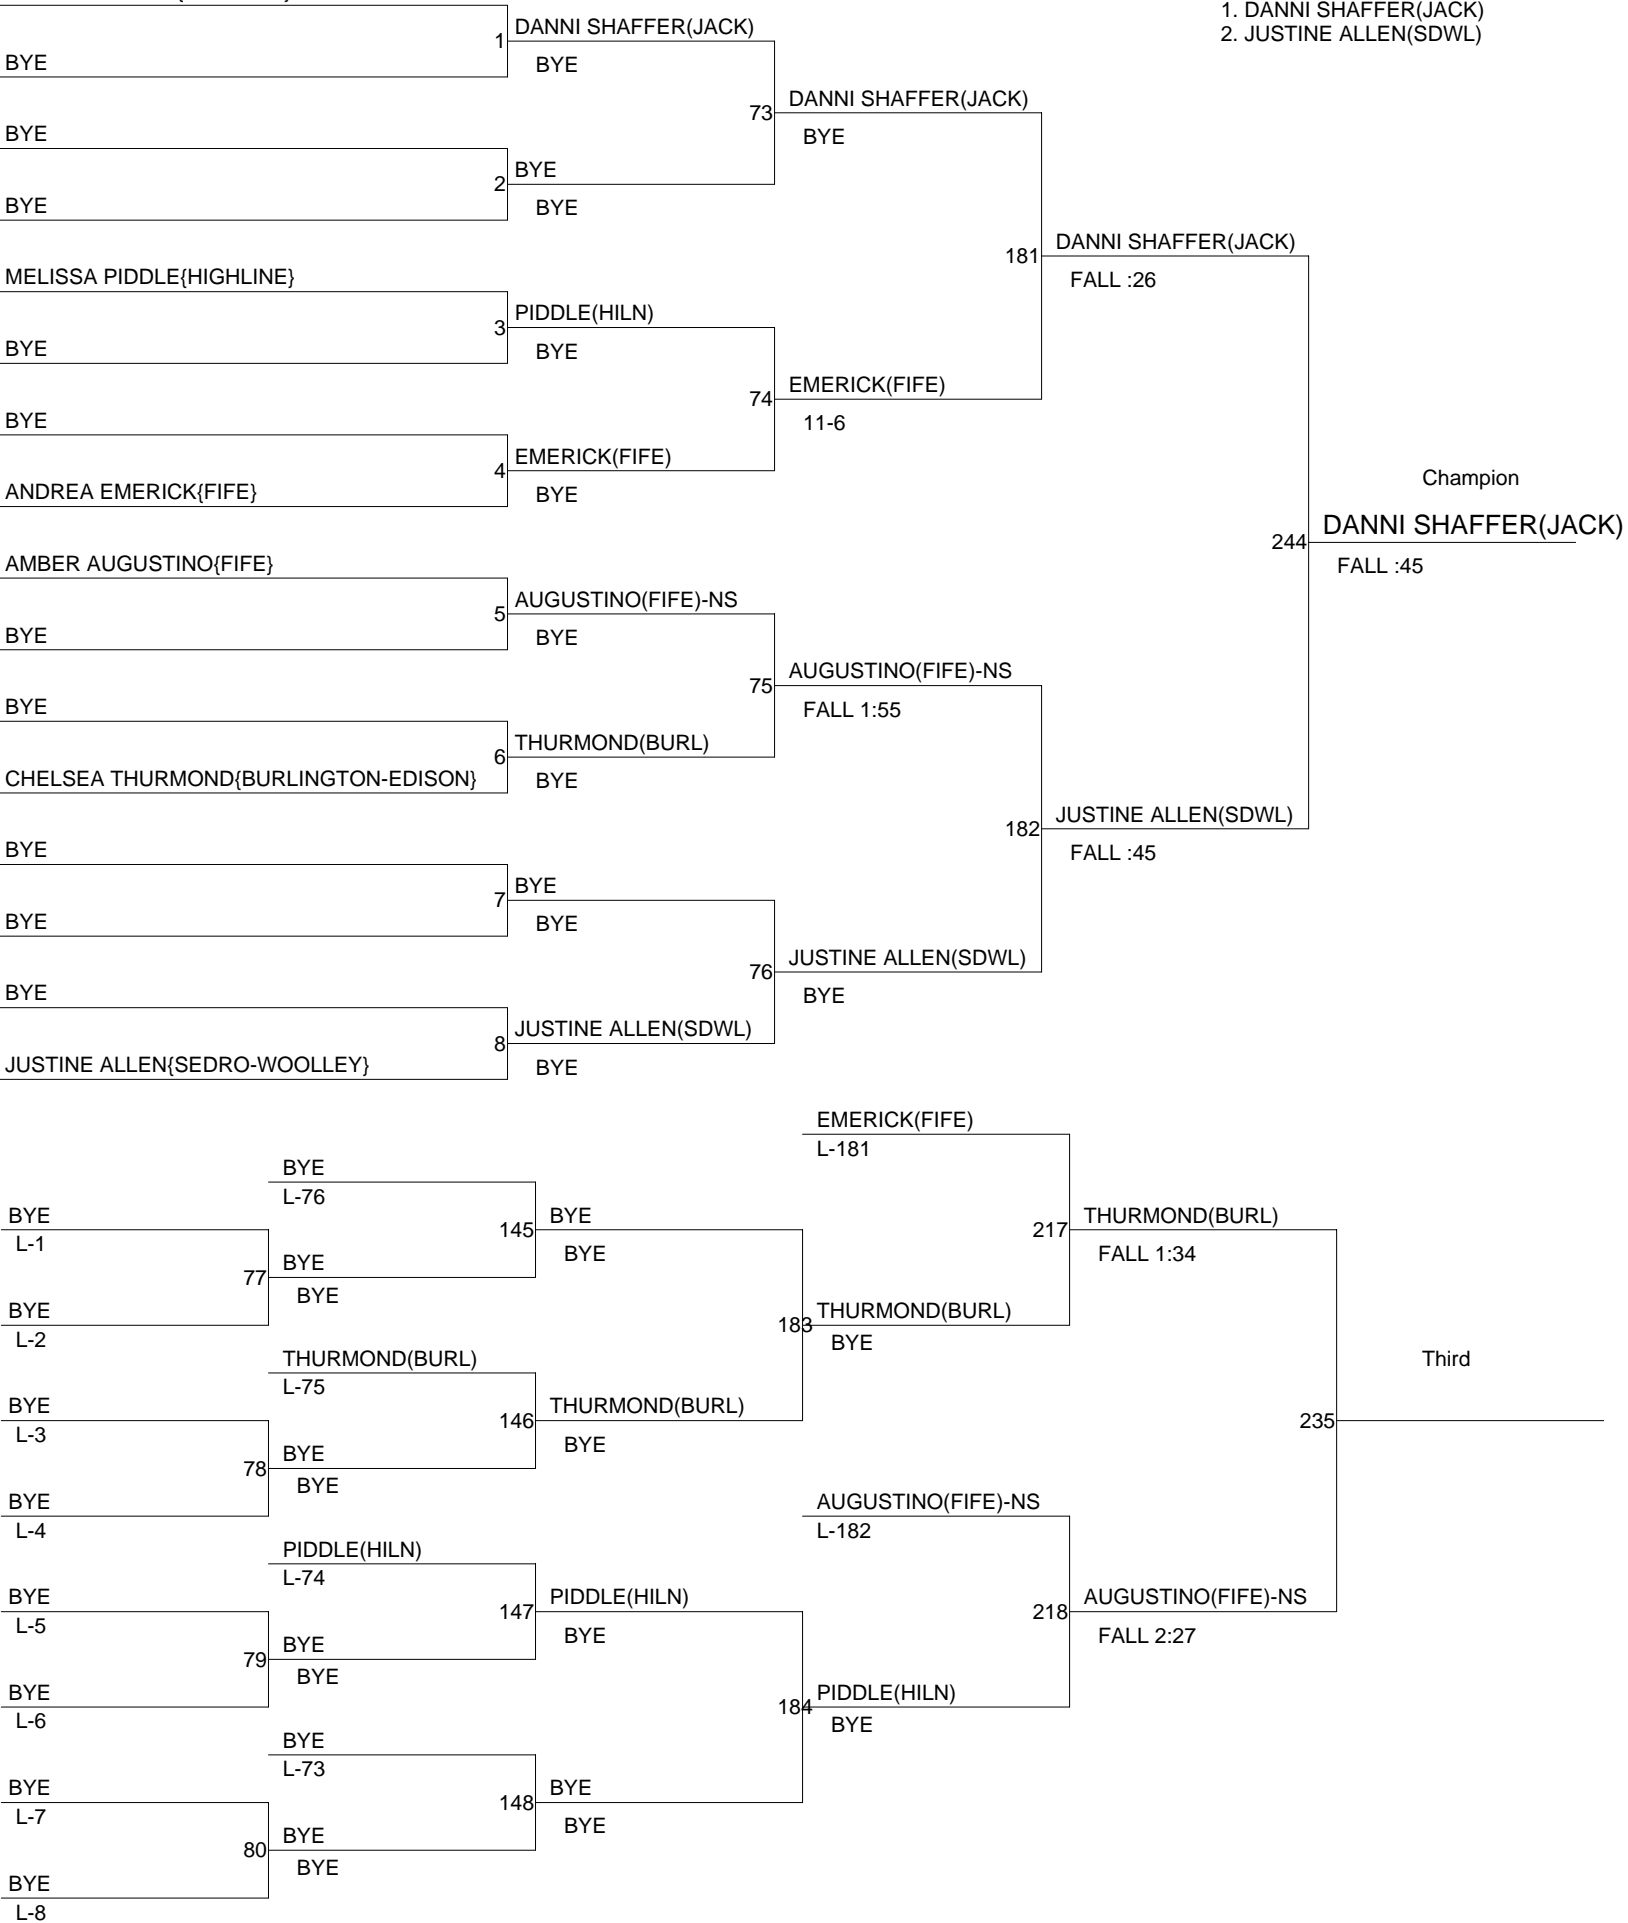 1. DANNI SHAFFER(JACK)
2. JUSTINE ALLEN(SDWL)
1
DANNI SHAFFER(JACK)
BYE
BYE
73
DANNI SHAFFER(JACK)
BYE
BYE
2
BYE
BYE
BYE
181
DANNI SHAFFER(JACK)
FALL :26
MELISSA PIDDLE{HIGHLINE}
3
PIDDLE(HILN)
BYE
BYE
74
EMERICK(FIFE)
11-6
BYE
4
EMERICK(FIFE)
BYE
ANDREA EMERICK{FIFE}
Champion
244
DANNI SHAFFER(JACK)
FALL :45
AMBER AUGUSTINO{FIFE}
5
AUGUSTINO(FIFE)-NS
BYE
BYE
75
AUGUSTINO(FIFE)-NS
FALL 1:55
BYE
6
THURMOND(BURL)
BYE
CHELSEA THURMOND{BURLINGTON-EDISON}
182
JUSTINE ALLEN(SDWL)
FALL :45
BYE
7
BYE
BYE
BYE
76
JUSTINE ALLEN(SDWL)
BYE
BYE
8
JUSTINE ALLEN(SDWL)
BYE
JUSTINE ALLEN{SEDRO-WOOLLEY}
EMERICK(FIFE)
L-181
BYE
L-76
BYE
L-1
145
BYE
BYE
217
THURMOND(BURL)
FALL 1:34
77
BYE
BYE
BYE
L-2
183
THURMOND(BURL)
BYE
THURMOND(BURL)
L-75
Third
BYE
L-3
146
THURMOND(BURL)
BYE
235
78
BYE
BYE
BYE
L-4
AUGUSTINO(FIFE)-NS
L-182
PIDDLE(HILN)
L-74
BYE
L-5
147
PIDDLE(HILN)
BYE
218
AUGUSTINO(FIFE)-NS
FALL 2:27
79
BYE
BYE
BYE
L-6
184
PIDDLE(HILN)
BYE
BYE
L-73
BYE
L-7
148
BYE
BYE
80
BYE
BYE
BYE
L-8